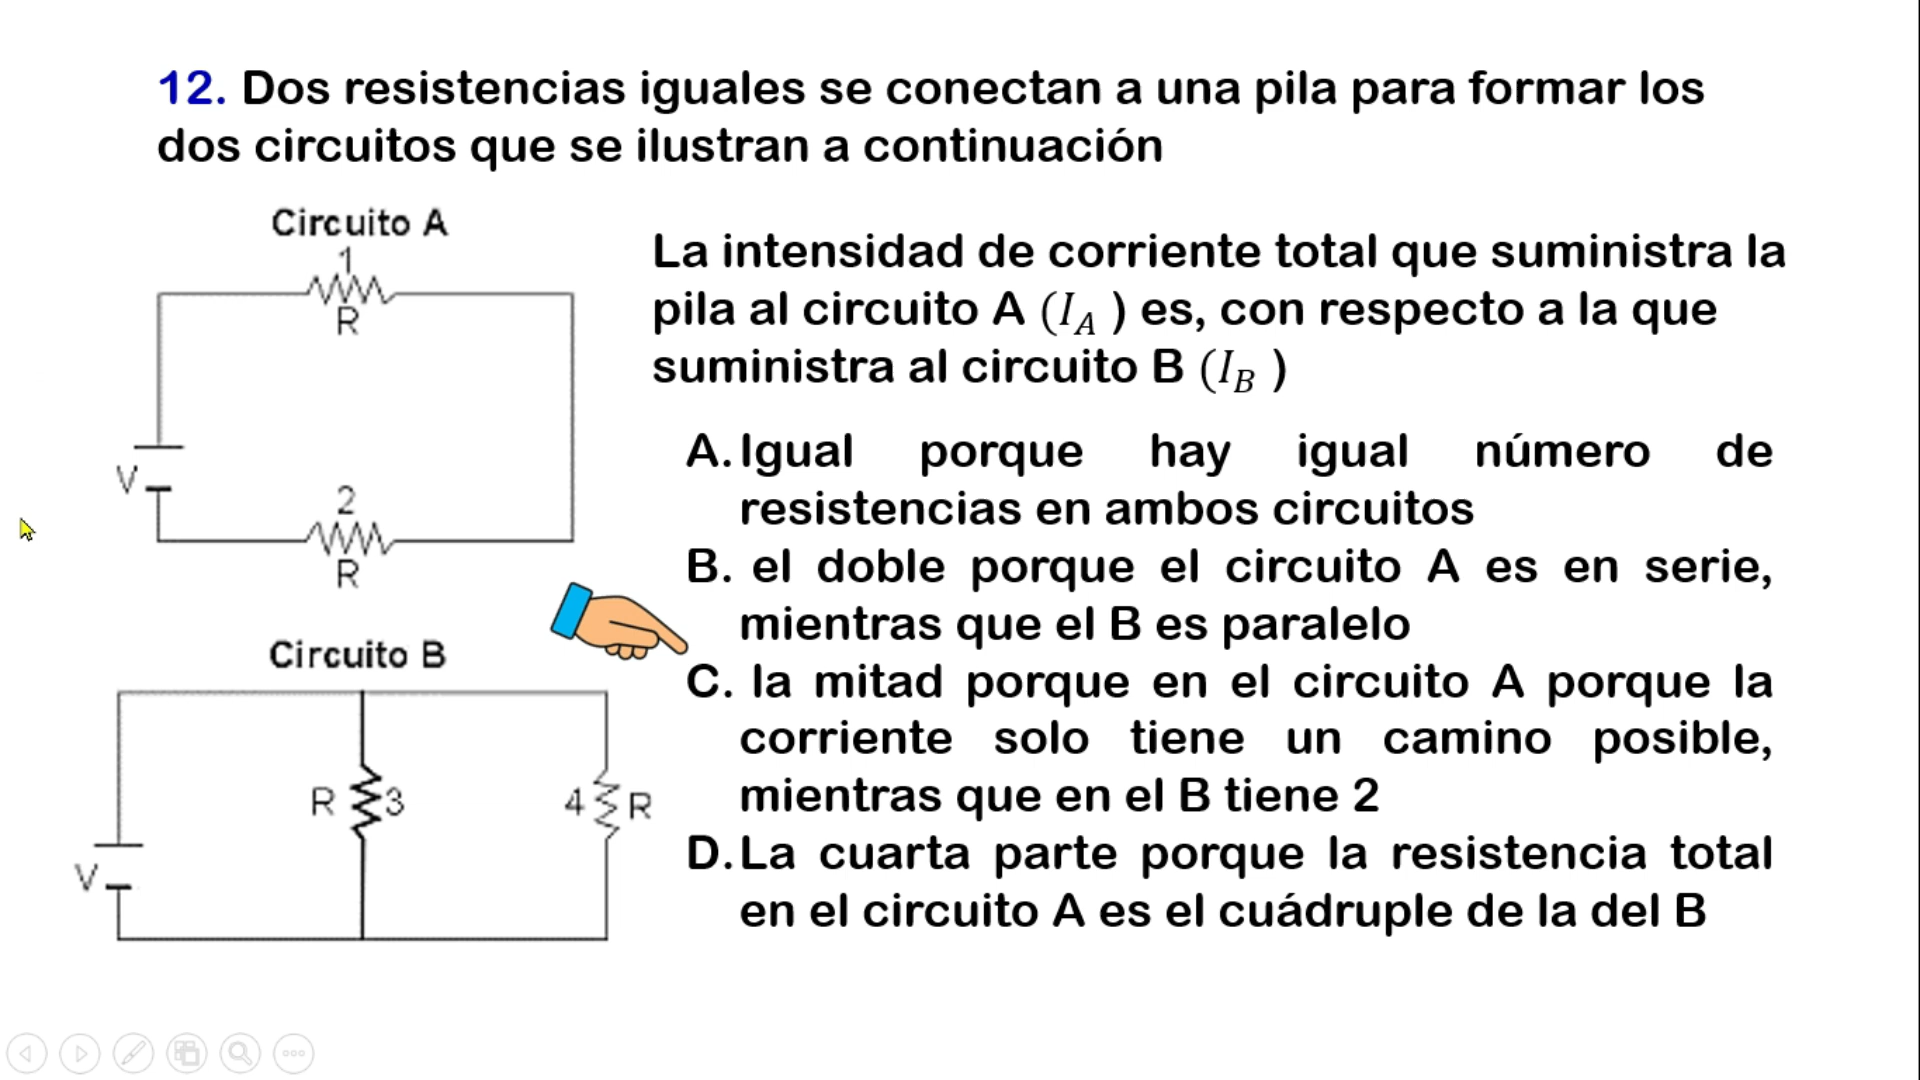 12. Dos resistencias iguales se conectan a una pila para formar los
dos circuitos que se ilustran a continuación
Circuito A
1
R
V
2
R
Circuito B
R
3
4
R
V
La intensidad de corriente total que suministra la
pila al circuito A (I_A ) es, con respecto a la que
suministra al circuito B (I_B )
A. Igual porque hay igual número de
resistencias en ambos circuitos
B. el doble porque el circuito A es en serie,
mientras que el B es paralelo
C. la mitad porque en el circuito A porque la
corriente solo tiene un camino posible,
mientras que en el B tiene 2
D. La cuarta parte porque la resistencia total
en el circuito A es el cuádruple de la del B